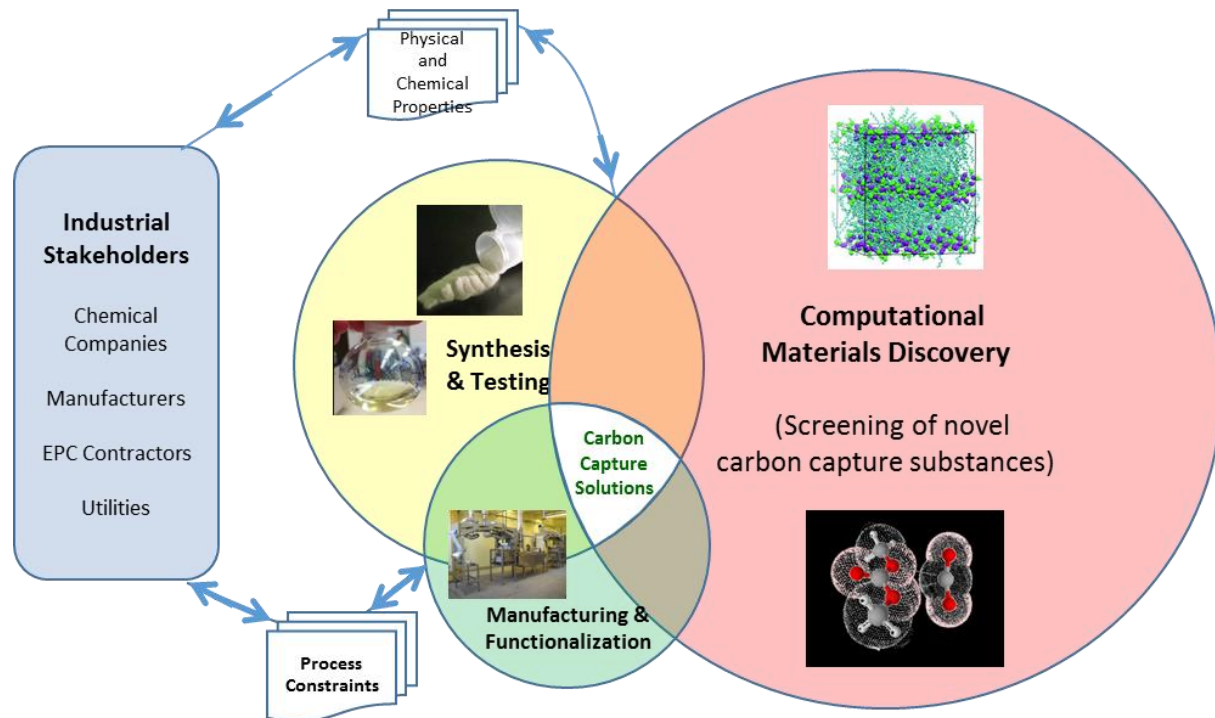 Physical
and
Chemical
Properties
Industrial
Stakeholders
Chemical
Companies
Manufacturers
EPC Contractors
Utilities
Synthesis
& Testing
Computational
Materials Discovery
(Screening of novel
carbon capture substances)
Carbon
Capture
Solutions
Manufacturing &
Functionalization
Process
Constraints